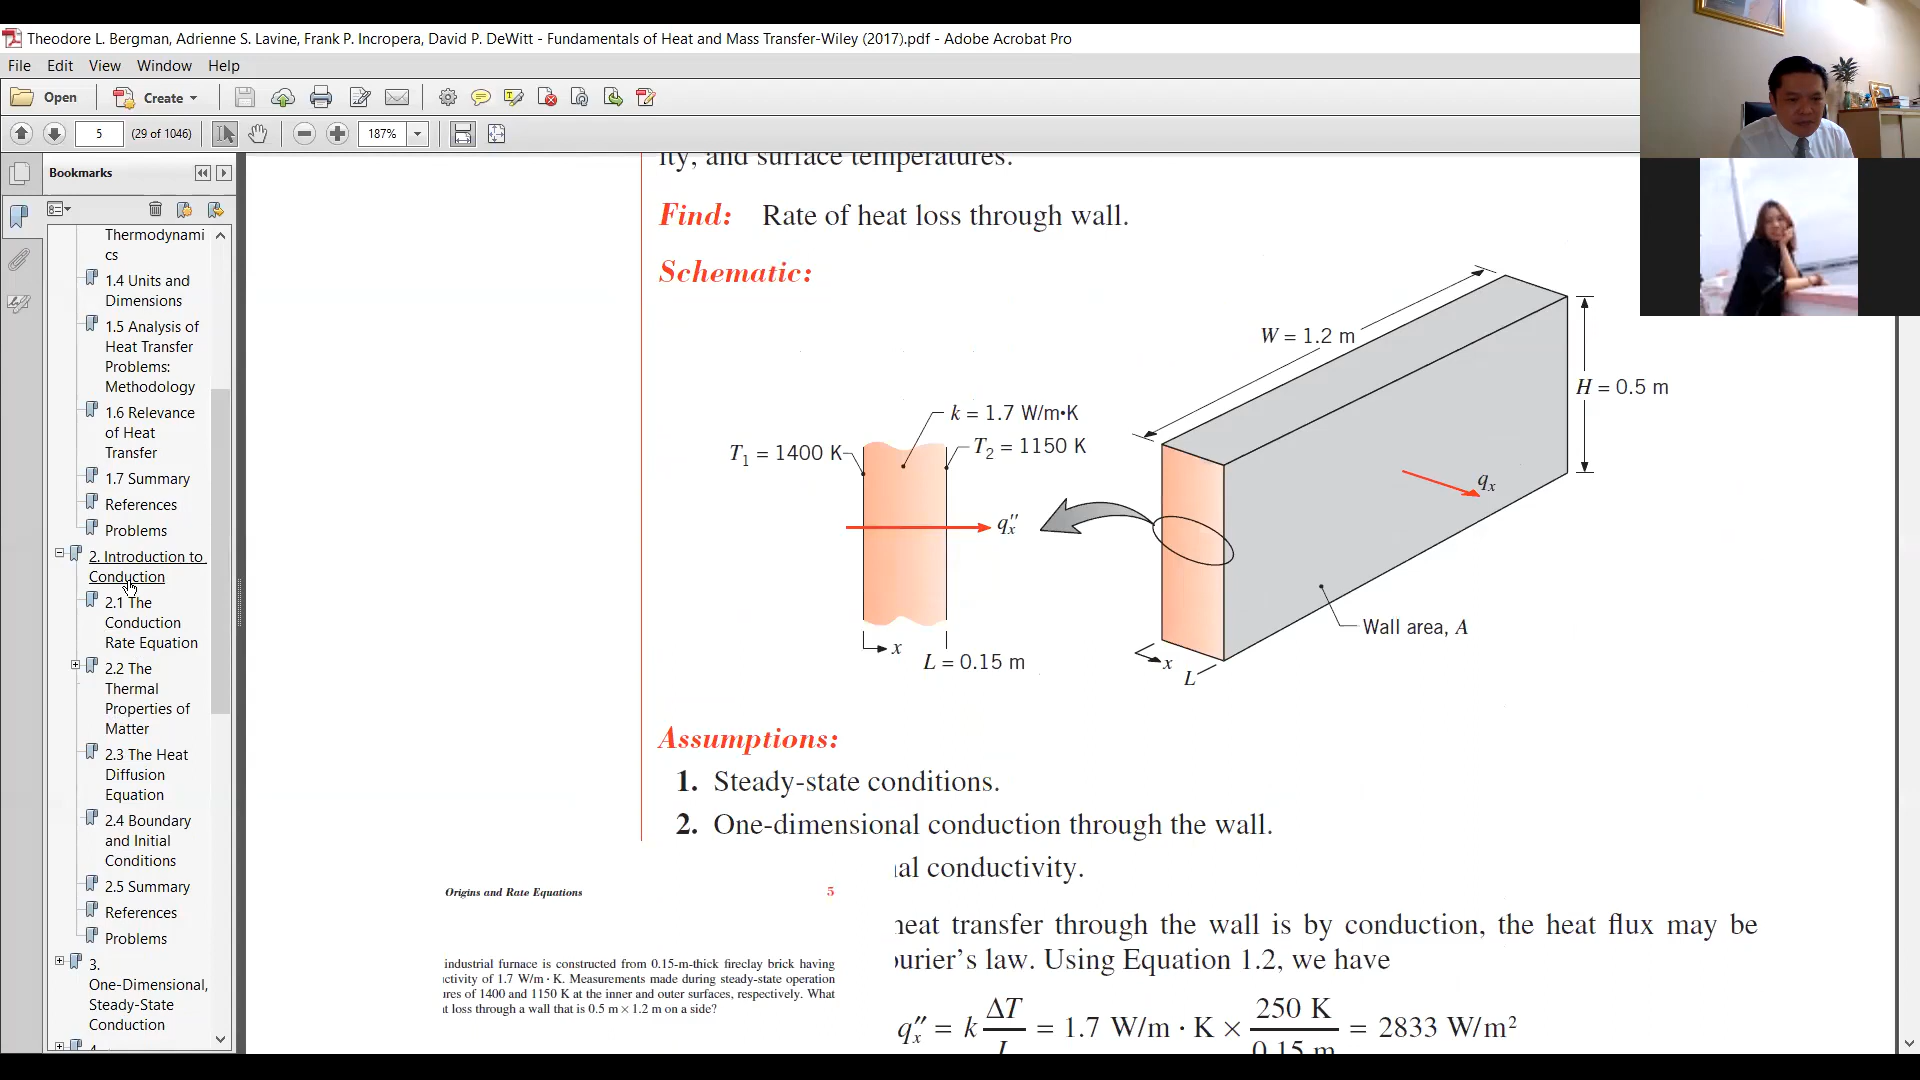 Theodore L. Bergman, Adrienne S. Lavine, Frank P. Incropera, David P. DeWitt - Fundamentals of Heat and Mass Transfer-Wiley (2017).pdf - Adobe Acrobat Pro
File Edit View Window Help
Open Create
5 (29 of 1046) 187%
Bookmarks
Thermodynami
cs
1.4 Units and
Dimensions
1.5 Analysis of
Heat Transfer
Problems:
Methodology
1.6 Relevance
of Heat
Transfer
1.7 Summary
References
Problems
2. Introduction to
Conduction
2.1 The
Conduction
Rate Equation
2.2 The
Thermal
Properties of
Matter
2.3 The Heat
Diffusion
Equation
2.4 Boundary
and Initial
Conditions
2.5 Summary
References
Problems
3.
One-Dimensional,
Steady-State
Conduction
4.
ity, and surface temperatures.
Find: Rate of heat loss through wall.
Schematic:
W = 1.2 m
H = 0.5 m
k = 1.7 W/m•K
T1 = 1400 K
T2 = 1150 K
qx
qx″
Wall area, A
x
L = 0.15 m
x
L
Assumptions:
1. Steady-state conditions.
2. One-dimensional conduction through the wall.
al conductivity.
heat transfer through the wall is by conduction, the heat flux may be
ourier's law. Using Equation 1.2, we have
qx″ = k ΔT/L = 1.7 W/m · K × 250 K/0.15 m = 2833 W/m²
Origins and Rate Equations 5
industrial furnace is constructed from 0.15-m-thick fireclay brick having
ctivity of 1.7 W/m · K. Measurements made during steady-state operation
res of 1400 and 1150 K at the inner and outer surfaces, respectively. What
t loss through a wall that is 0.5 m × 1.2 m on a side?